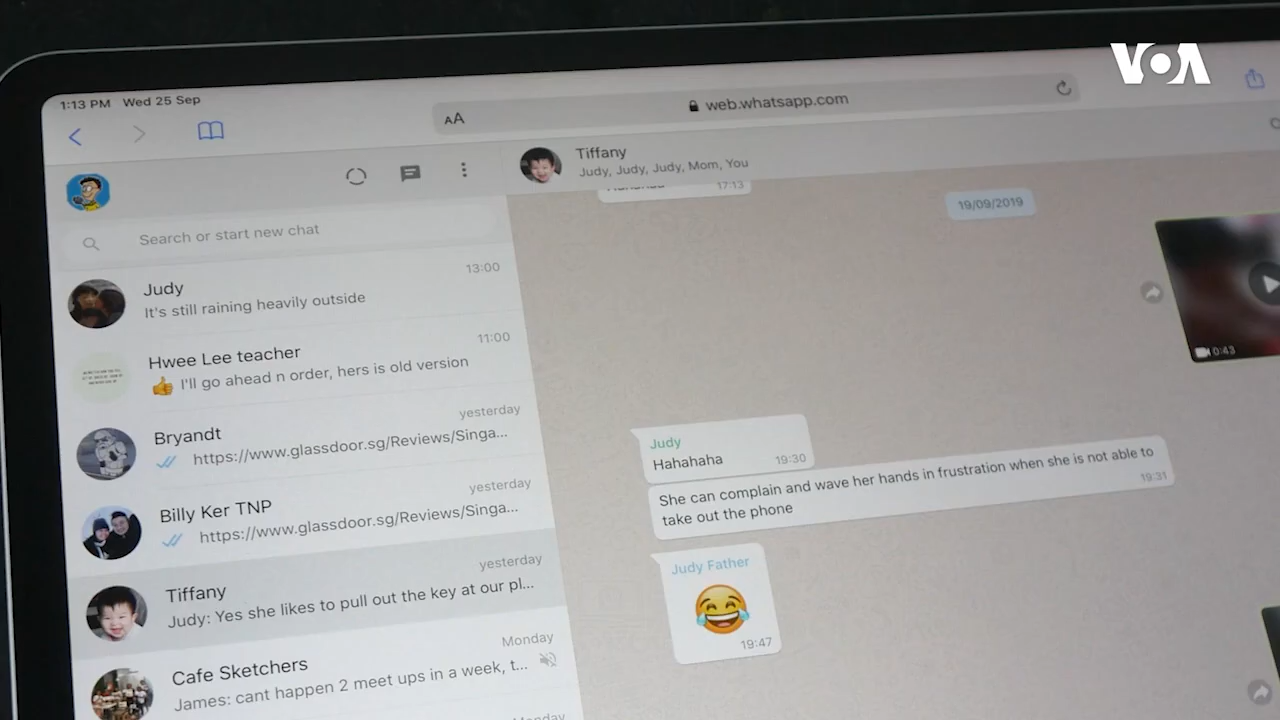 VOA
1:13 PM Wed 25 Sep
AA
web.whatsapp.com
Tiffany
Judy, Judy, Judy, Mom, You
17:13
19/09/2019
Search or start new chat
Judy
13:00
It's still raining heavily outside
Hwee Lee teacher
11:00
👍 I'll go ahead n order, hers is old version
Bryandt
yesterday
https://www.glassdoor.sg/Reviews/Singa...
Billy Ker TNP
yesterday
https://www.glassdoor.sg/Reviews/Singa...
Tiffany
yesterday
Judy: Yes she likes to pull out the key at our pl...
Cafe Sketchers
Monday
James: cant happen 2 meet ups in a week, t...
Monday
0:43
Judy
Hahahaha
19:30
She can complain and wave her hands in frustration when she is not able to
take out the phone
19:31
Judy Father
😂
19:47